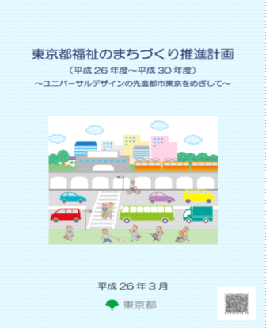 東京都福祉のまちづくり推進計画
（平成26年度～平成30年度）
～ユニバーサルデザインの先進都市東京をめざして～
平成26年3月
東京都